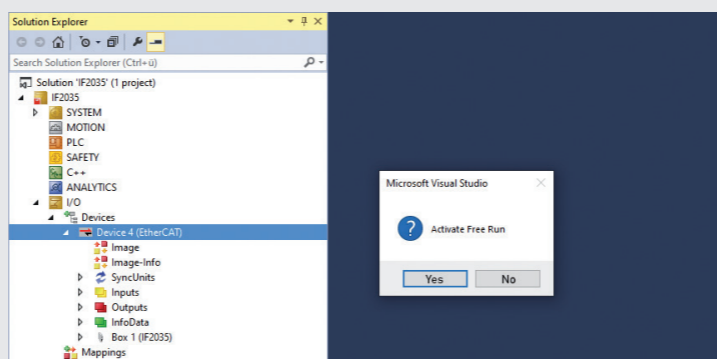 Solution Explorer
Search Solution Explorer (Ctrl+ü)
Solution 'IF2035' (1 project)
IF2035
SYSTEM
MOTION
PLC
SAFETY
C++
ANALYTICS
I/O
Devices
Device 4 (EtherCAT)
Image
Image-Info
SyncUnits
Inputs
Outputs
InfoData
Box 1 (IF2035)
Mappings
Microsoft Visual Studio
Activate Free Run
Yes No